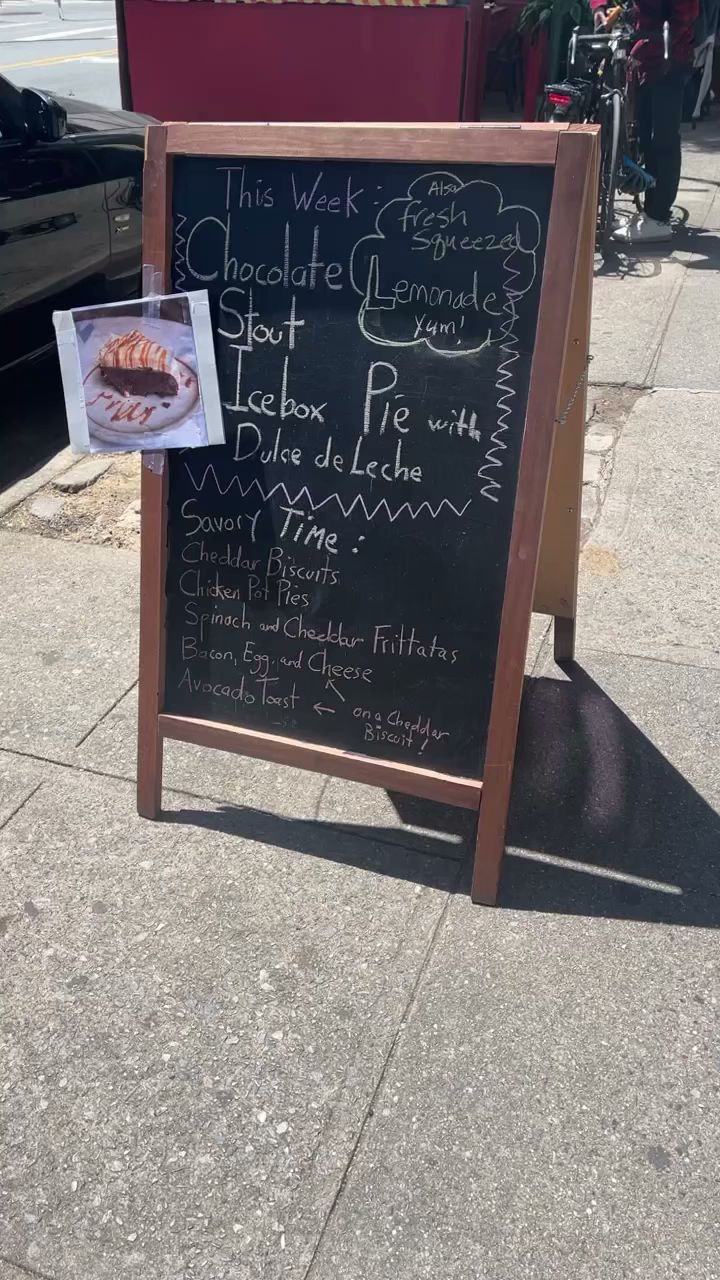 This Week:
Chocolate
Stout
Icebox Pie with
Dulce de Leche
Also
fresh
Squeezed
Lemonade
Yum!
Savory Time:
Cheddar Biscuits
Chicken Pot Pies
Spinach and Cheddar Frittatas
Bacon, Egg, and Cheese
Avocado Toast ← on a Cheddar
Biscuit!